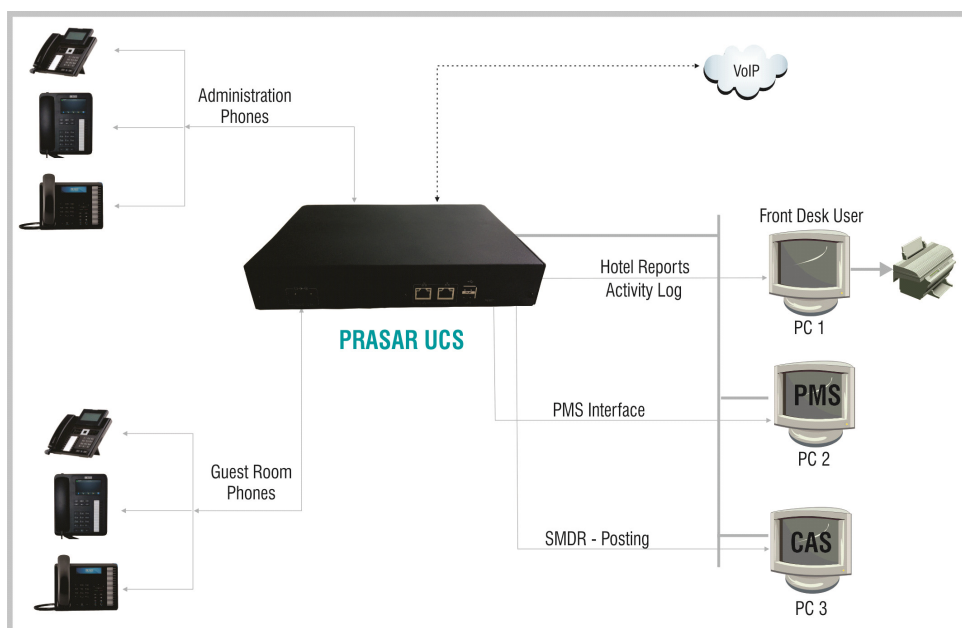 Administration
Phones
VoIP
Front Desk User
Hotel Reports
Activity Log
PC 1
PRASAR UCS
PMS
PMS Interface
PC 2
Guest Room
Phones
SMDR - Posting
CAS
PC 3